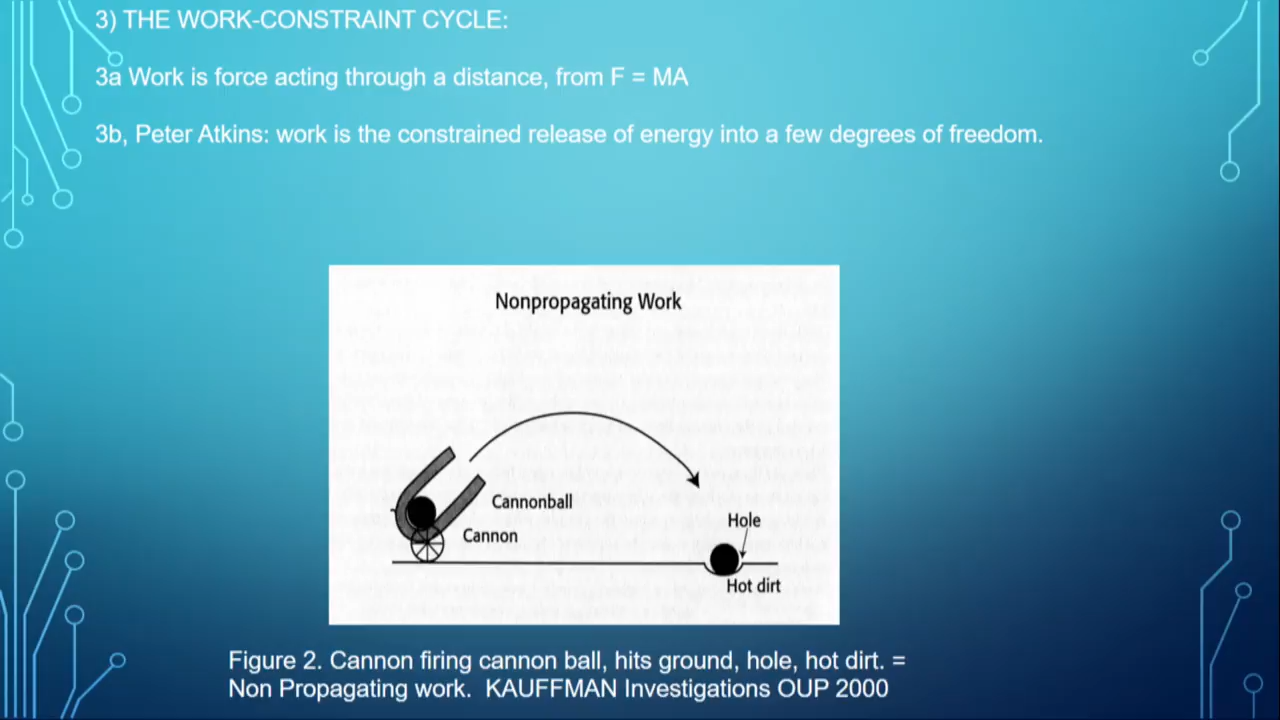 3) THE WORK-CONSTRAINT CYCLE:
3a Work is force acting through a distance, from F = MA
3b, Peter Atkins: work is the constrained release of energy into a few degrees of freedom.
Nonpropagating Work
Cannonball
Cannon
Hole
Hot dirt
Figure 2. Cannon firing cannon ball, hits ground, hole, hot dirt. =
Non Propagating work.  KAUFFMAN Investigations OUP 2000